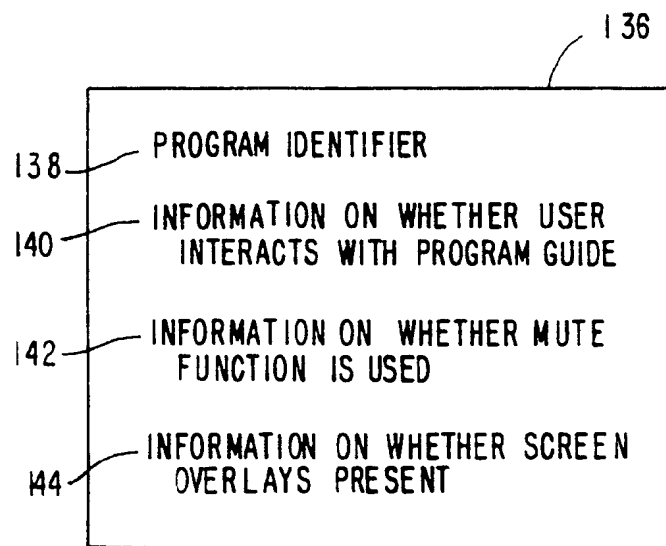 136
138 PROGRAM IDENTIFIER
140 INFORMATION ON WHETHER USER
INTERACTS WITH PROGRAM GUIDE
142 INFORMATION ON WHETHER MUTE
FUNCTION IS USED
144 INFORMATION ON WHETHER SCREEN
OVERLAYS PRESENT